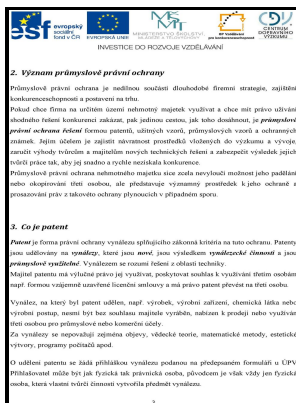 esf evropský sociální fond v ČR EVROPSKÁ UNIE MINISTERSTVO ŠKOLSTVÍ, MLÁDEŽE A TĚLOVÝCHOVY OP Vzdělávání pro konkurenceschopnost CENTRUM DOPRAVNÍHO VÝZKUMU
INVESTICE DO ROZVOJE VZDĚLÁVÁNÍ
2. Význam průmyslově právní ochrany
Průmyslově právní ochrana je nedílnou součástí dlouhodobé firemní strategie, zajištění
konkurenceschopnosti a postavení na trhu.
Pokud chce firma na určitém území nehmotný majetek využívat a chce mít právo užívání
shodného řešení konkurenci zakázat, pak jedinou cestou, jak toho dosáhnout, je průmyslově
právní ochrana řešení formou patentů, užitných vzorů, průmyslových vzorů a ochranných
známek. Jejím účelem je zajistit návratnost prostředků vložených do výzkumu a vývoje,
zaručit výhody tvůrcům a majitelům nových technických řešení a zabezpečit výsledek jejich
tvůrčí práce tak, aby jej snadno a rychle nezískala konkurence.
Průmyslově právní ochrana nehmotného majetku sice zcela nevyloučí možnost jeho padělání
nebo okopírování třetí osobou, ale představuje významný prostředek k jeho ochraně a
prosazování práv z takového ochrany plynoucích v případném sporu.
3. Co je patent
Patent je forma právní ochrany vynálezu splňujícího zákonná kritéria na tuto ochranu. Patenty
jsou udělovány na vynálezy, které jsou nové, jsou výsledkem vynálezecké činnosti a jsou
průmyslově využitelné. Vynálezem se rozumí řešení z oblasti techniky.
Majitel patentu má výlučné právo jej využívat, poskytovat souhlas k využívání třetím osobám
např. formou vzájemně uzavřené licenční smlouvy a má právo patent převést na třetí osobu.
Vynález, na který byl patent udělen, např. výrobek, výrobní zařízení, chemická látka nebo
výrobní postup, nesmí být bez souhlasu majitele vyráběn, nabízen k prodeji nebo využíván
třetí osobou pro průmyslové nebo komerční účely.
Za vynálezy se nepovažují zejména objevy, vědecké teorie, matematické metody, estetické
výtvory, programy počítačů apod.
O udělení patentu se žádá přihláškou vynálezu podanou na předepsaném formuláři u ÚPV
Přihlašovatel může být jak fyzická tak právnická osoba, původcem je však vždy jen fyzická
osoba, která vlastní tvůrčí činností vytvořila předmět vynálezu.